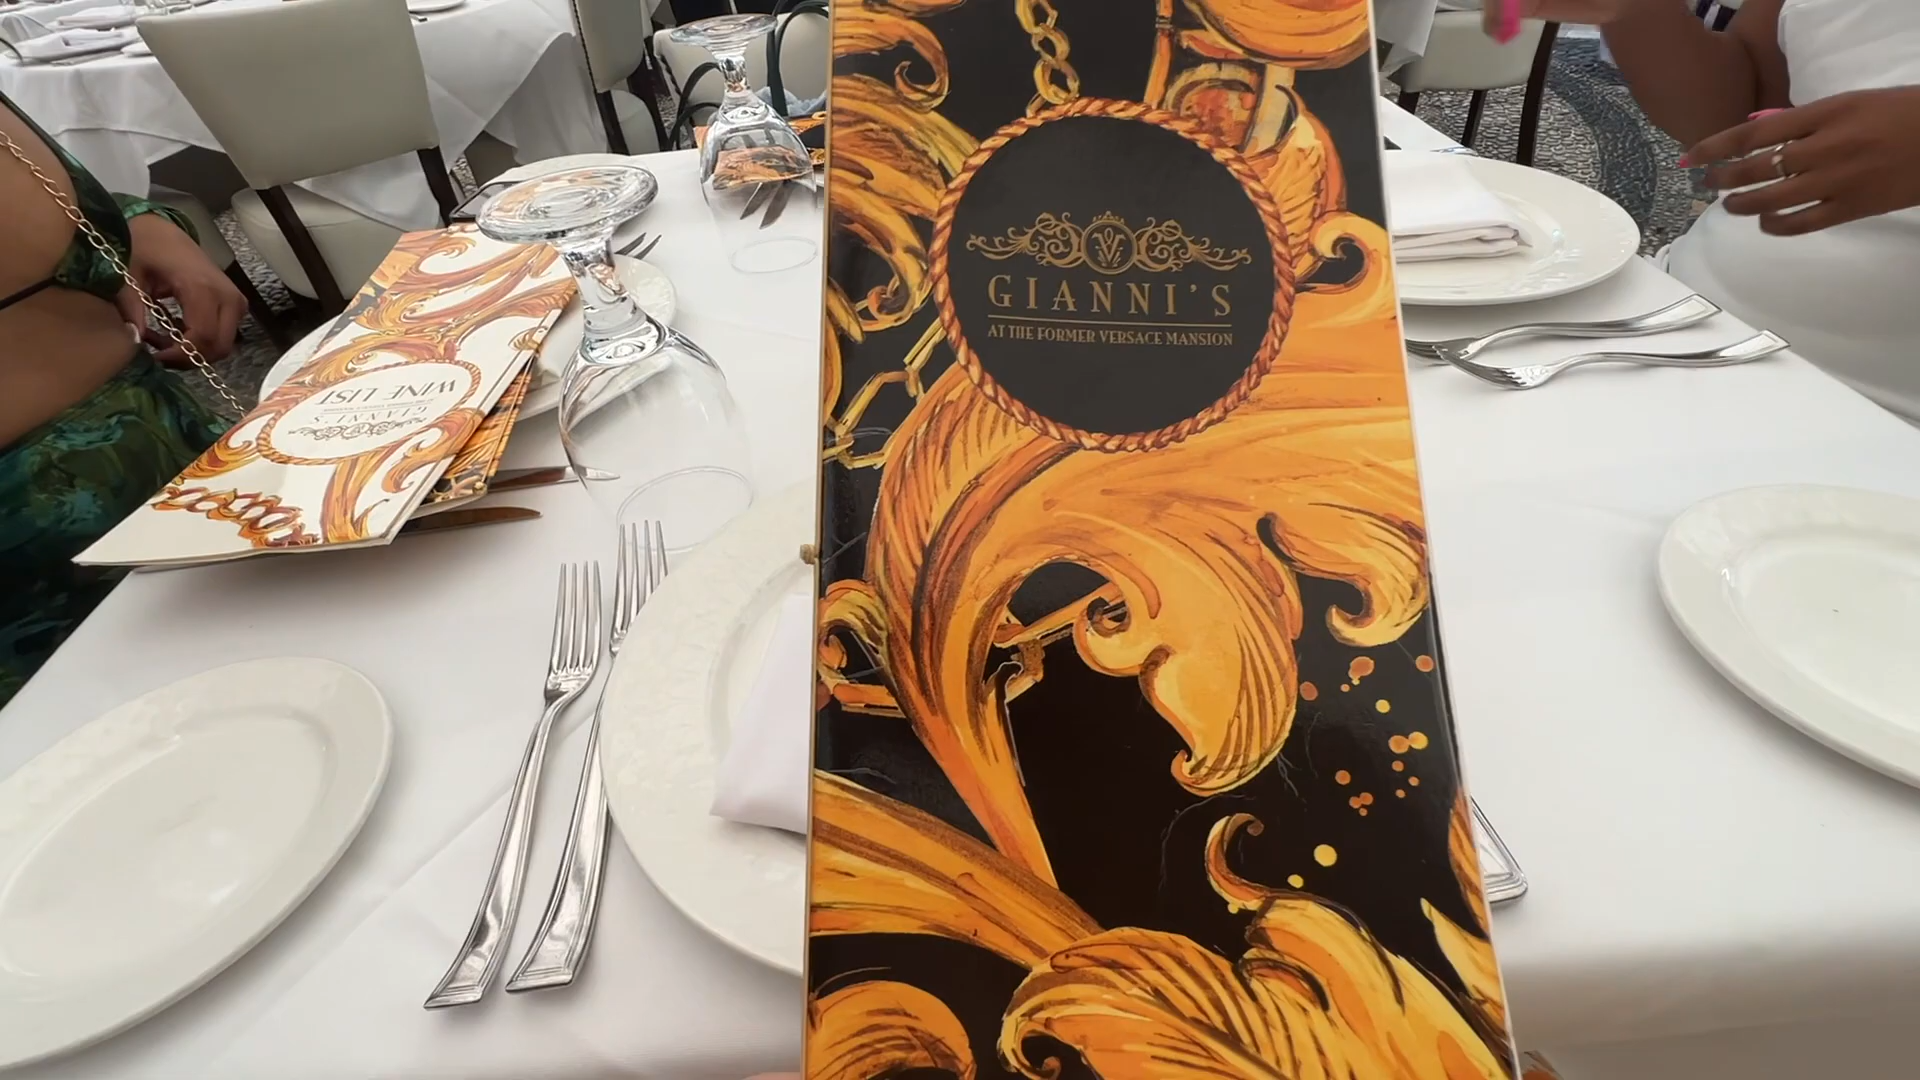 GIANNI'S
AT THE FORMER VERSACE MANSION
WINE LIST
GIANNI'S